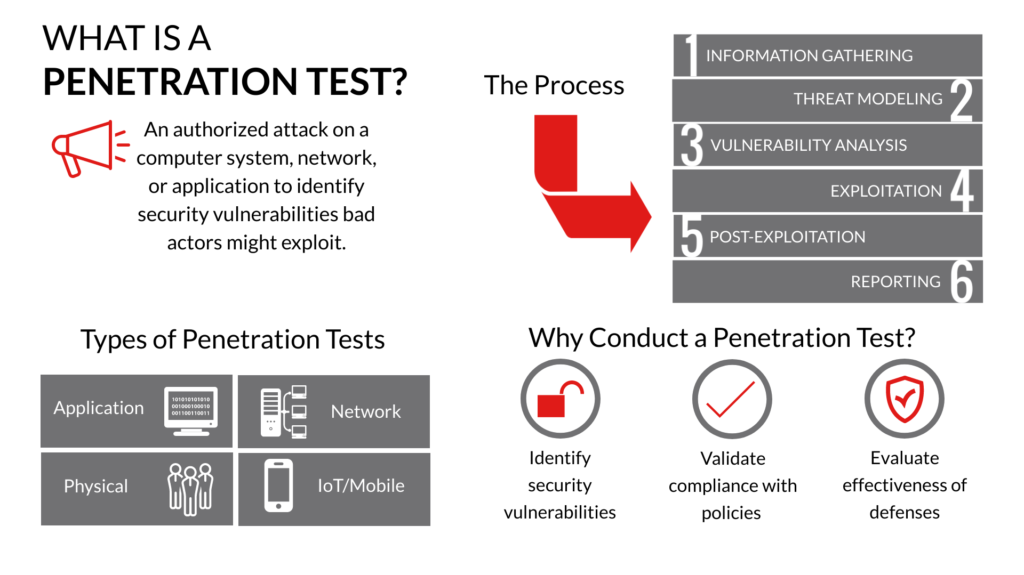 WHAT IS A
PENETRATION TEST?
An authorized attack on a
computer system, network,
or application to identify
security vulnerabilities bad
actors might exploit.
The Process
1 INFORMATION GATHERING
THREAT MODELING 2
3 VULNERABILITY ANALYSIS
EXPLOITATION 4
5 POST-EXPLOITATION
REPORTING 6
Types of Penetration Tests
Application
101010101010
001000100010
001100110011
Network
Physical
IoT/Mobile
Why Conduct a Penetration Test?
Identify
security
vulnerabilities
Validate
compliance with
policies
Evaluate
effectiveness of
defenses